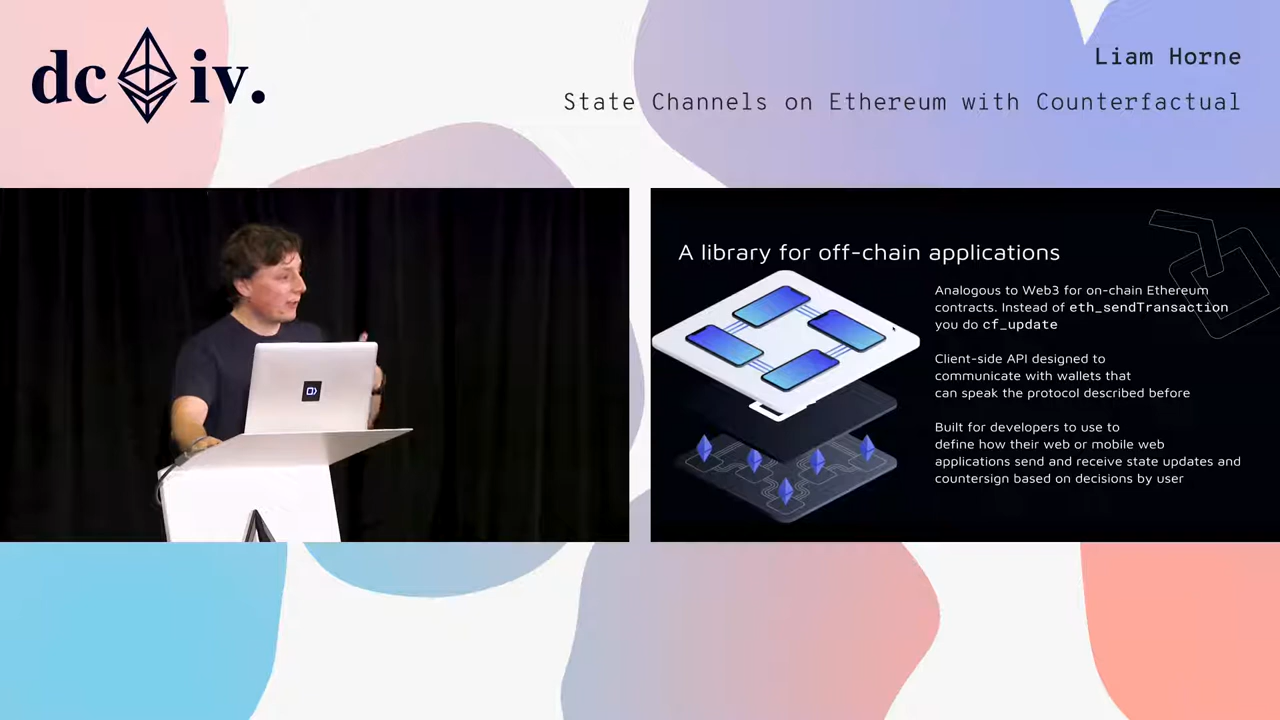 dc iv.
Liam Horne
State Channels on Ethereum with Counterfactual
A library for off-chain applications
Analogous to Web3 for on-chain Ethereum
contracts. Instead of eth_sendTransaction
you do cf_update
Client-side API designed to
communicate with wallets that
can speak the protocol described before
Built for developers to use to
define how their web or mobile web
applications send and receive state updates and
countersign based on decisions by user